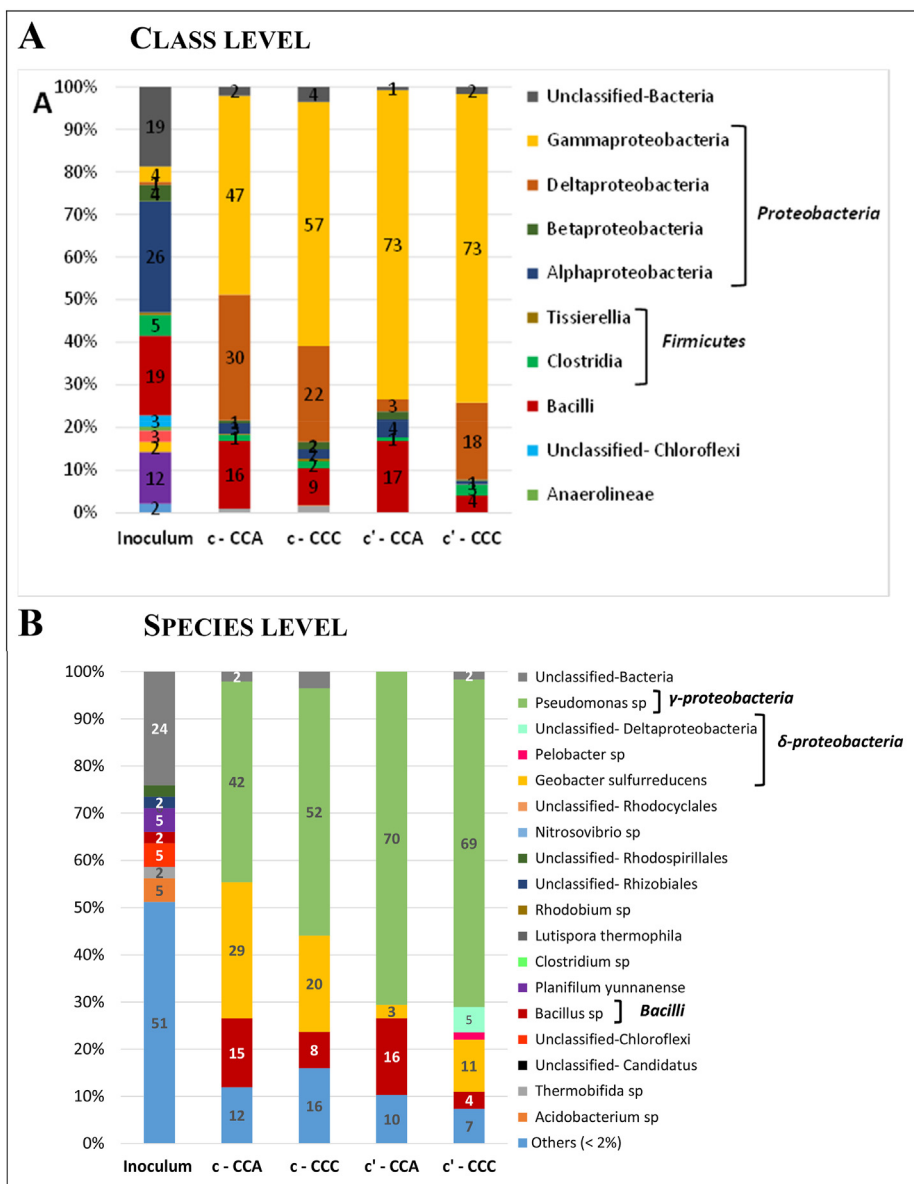 A CLASS LEVEL
A
100%
90%
80%
70%
60%
50%
40%
30%
20%
10%
0%
19
4
1
4
26
5
19
3
3
2
12
2
2
47
30
1
3
1
16
4
57
22
2
2
2
9
1
73
3
4
1
17
2
73
18
1
3
4
Inoculum c - CCA c - CCC c' - CCA c' - CCC
Unclassified-Bacteria
Gammaproteobacteria
Deltaproteobacteria
Betaproteobacteria
Alphaproteobacteria
Proteobacteria
Tissierellia
Clostridia
Firmicutes
Bacilli
Unclassified- Chloroflexi
Anaerolineae
B SPECIES LEVEL
100%
90%
80%
70%
60%
50%
40%
30%
20%
10%
0%
24
2
5
2
5
2
5
51
2
42
29
15
12
52
20
8
16
70
3
16
10
2
69
5
11
4
7
Inoculum c - CCA c - CCC c' - CCA c' - CCC
Unclassified-Bacteria
Pseudomonas sp γ-proteobacteria
Unclassified- Deltaproteobacteria
Pelobacter sp
δ-proteobacteria
Geobacter sulfurreducens
Unclassified- Rhodocyclales
Nitrosovibrio sp
Unclassified- Rhodospirillales
Unclassified- Rhizobiales
Rhodobium sp
Lutispora thermophila
Clostridium sp
Planifilum yunnanense
Bacillus sp Bacilli
Unclassified-Chloroflexi
Unclassified- Candidatus
Thermobifida sp
Acidobacterium sp
Others (< 2%)